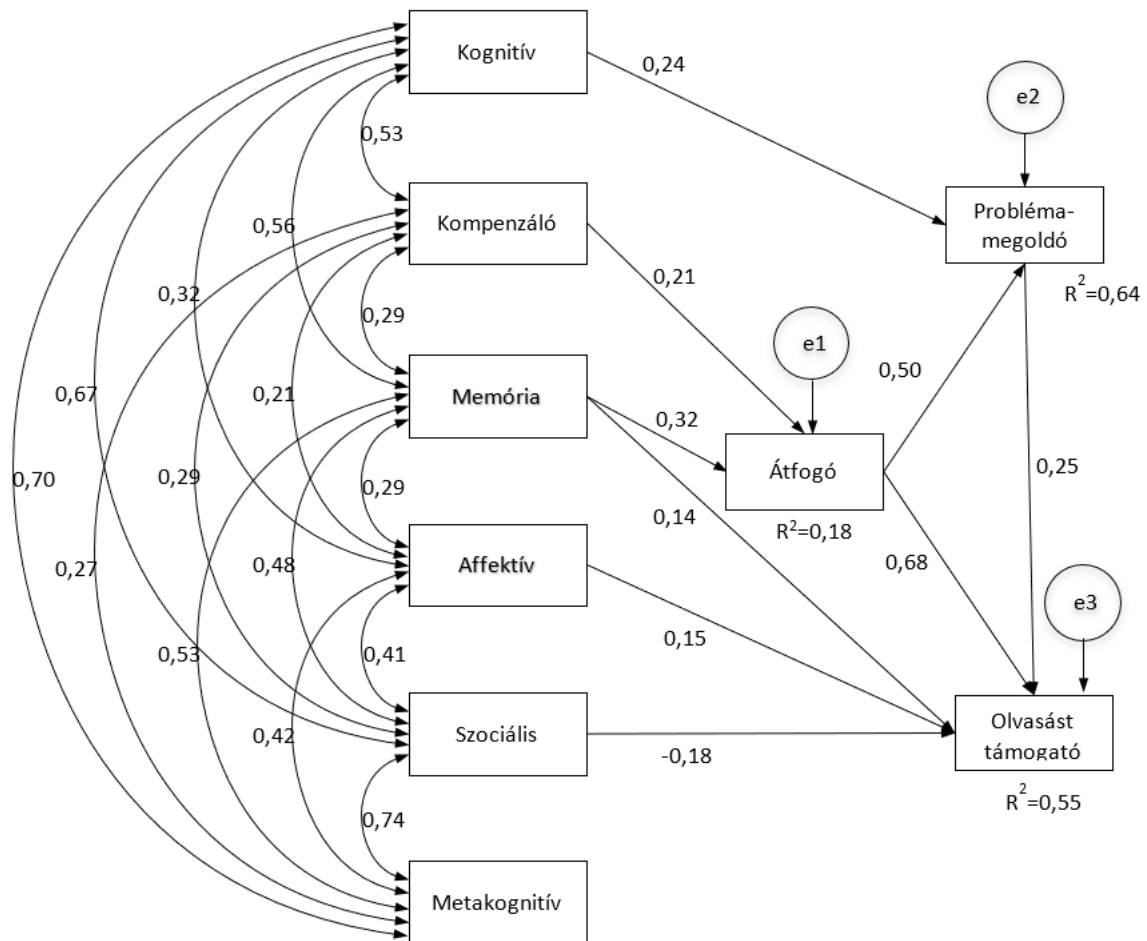 Kognitív
0,24
e2
0,53
Probléma-
megoldó
R²=0,64
Kompenzáló
0,56
0,21
0,32
0,29
e1
0,50
0,67
0,21
Memória
0,32
Átfogó
R²=0,18
0,25
0,70
0,29
0,29
0,14
0,27
0,48
Affektív
0,68
e3
0,53
0,41
0,15
0,42
Szociális
-0,18
Olvasást
támogató
R²=0,55
0,74
Metakognitív